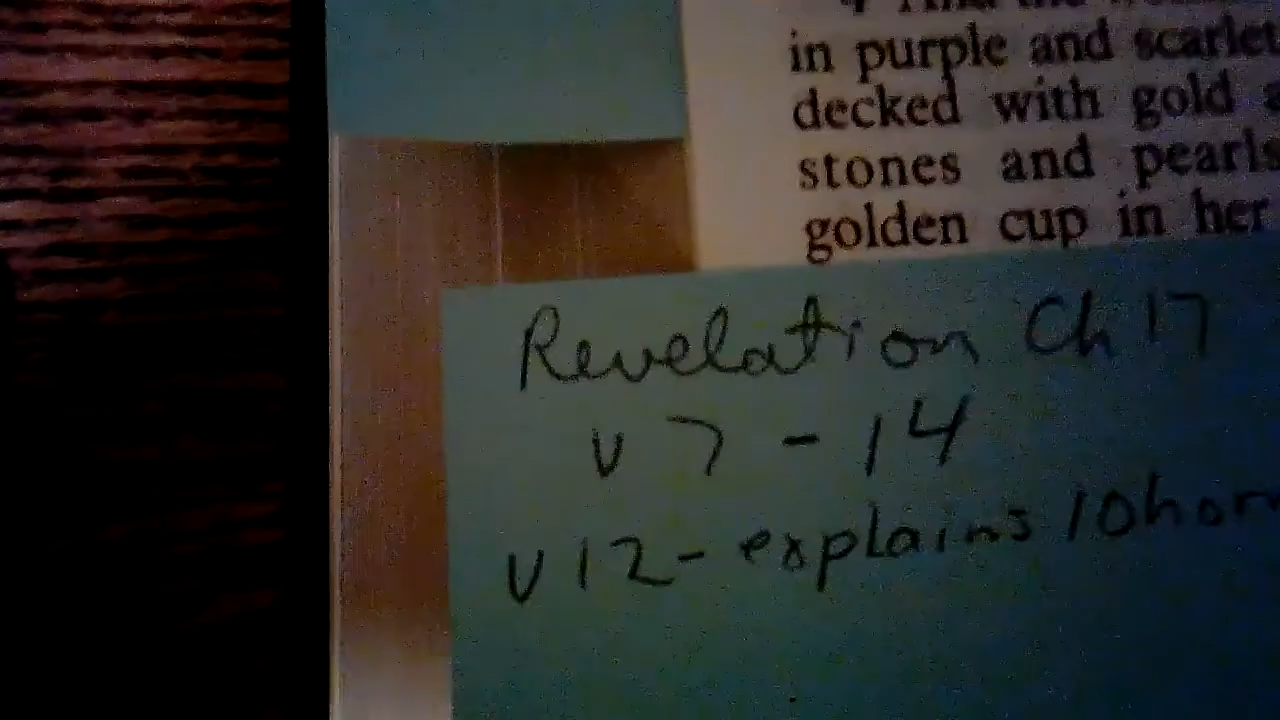 in purple and scarlet
decked with gold
stones and pearls
golden cup in her
Revelation Ch 17
v 7 - 14
v 12 - explains 10 hor